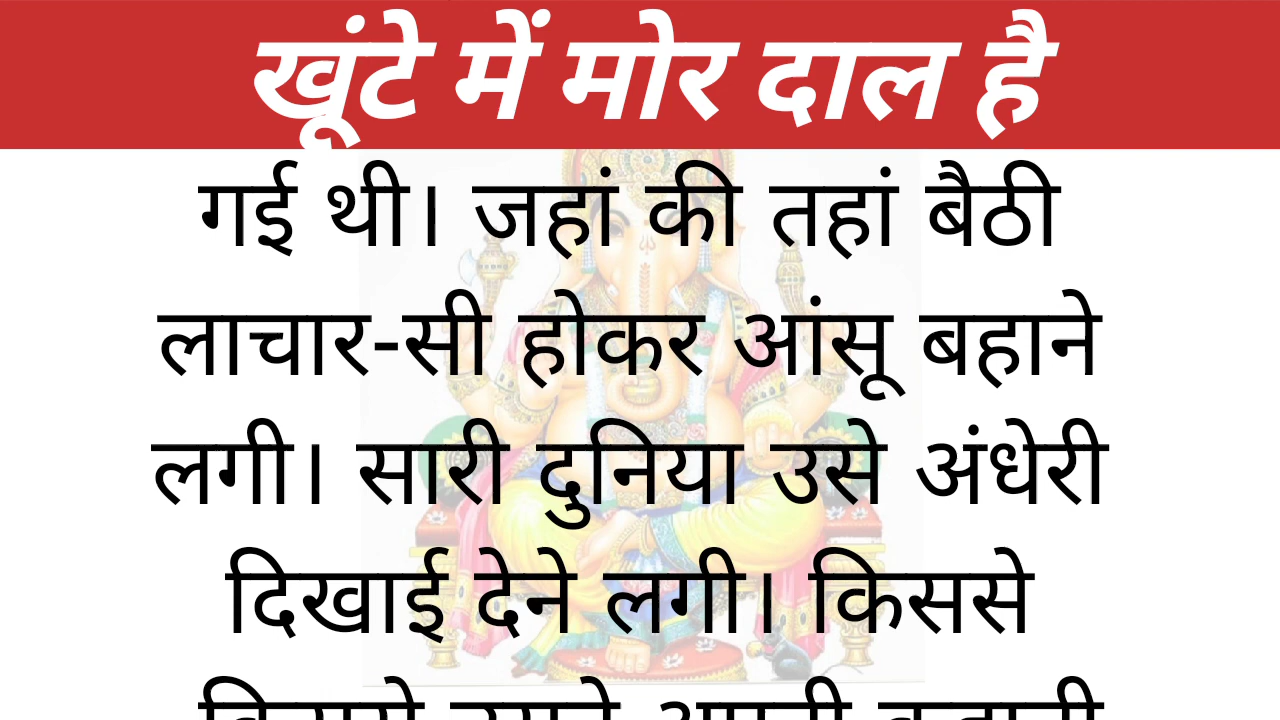 खूंटे में मोर दाल है
गई थी। जहां की तहां बैठी
लाचार-सी होकर आंसू बहाने
लगी। सारी दुनिया उसे अंधेरी
दिखाई देने लगी। किससे